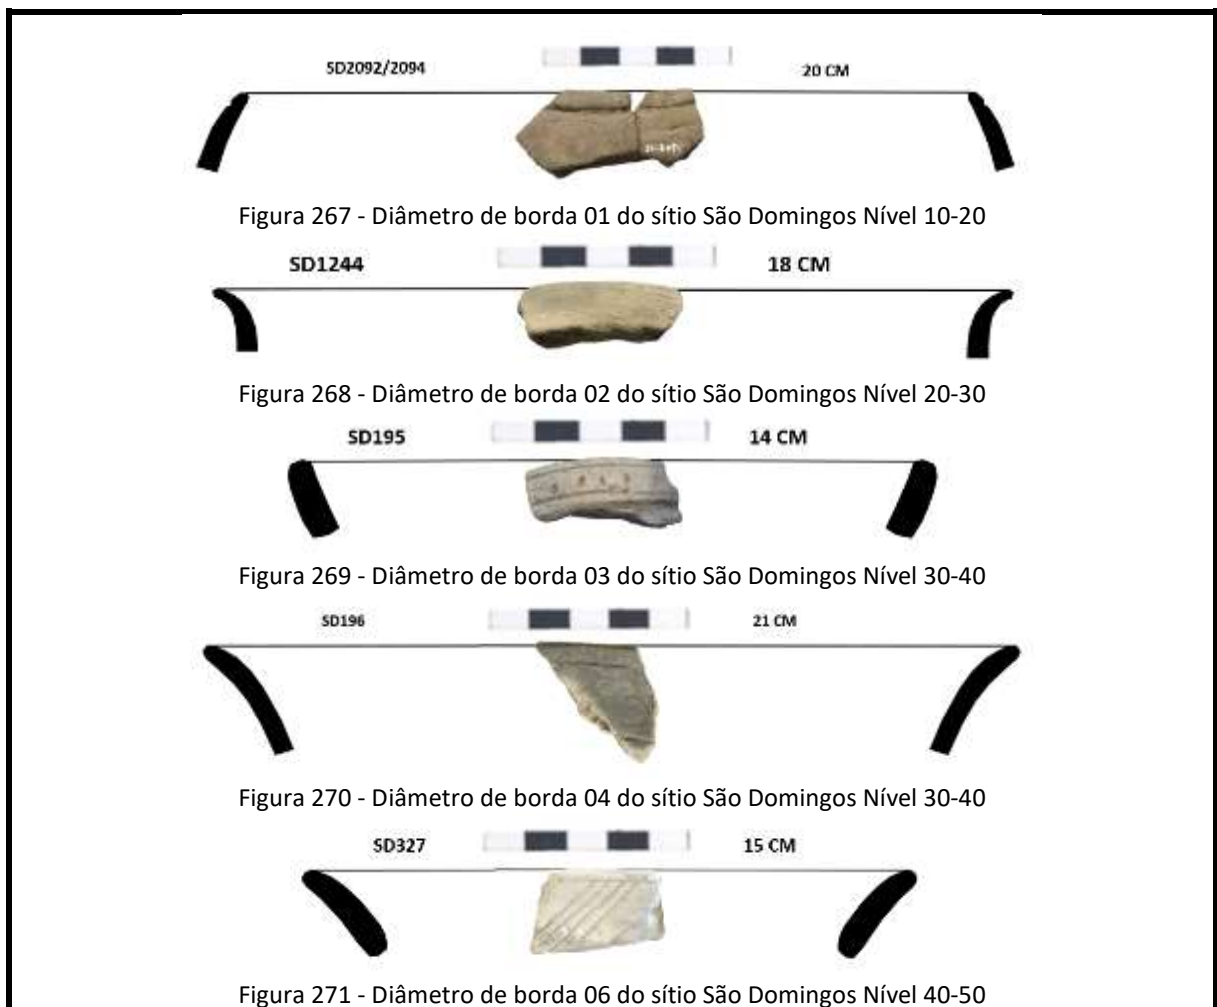 SD2092/2094 20 CM
Figura 267 - Diâmetro de borda 01 do sítio São Domingos Nível 10-20
SD1244 18 CM
Figura 268 - Diâmetro de borda 02 do sítio São Domingos Nível 20-30
SD195 14 CM
Figura 269 - Diâmetro de borda 03 do sítio São Domingos Nível 30-40
SD196 21 CM
Figura 270 - Diâmetro de borda 04 do sítio São Domingos Nível 30-40
SD327 15 CM
Figura 271 - Diâmetro de borda 06 do sítio São Domingos Nível 40-50